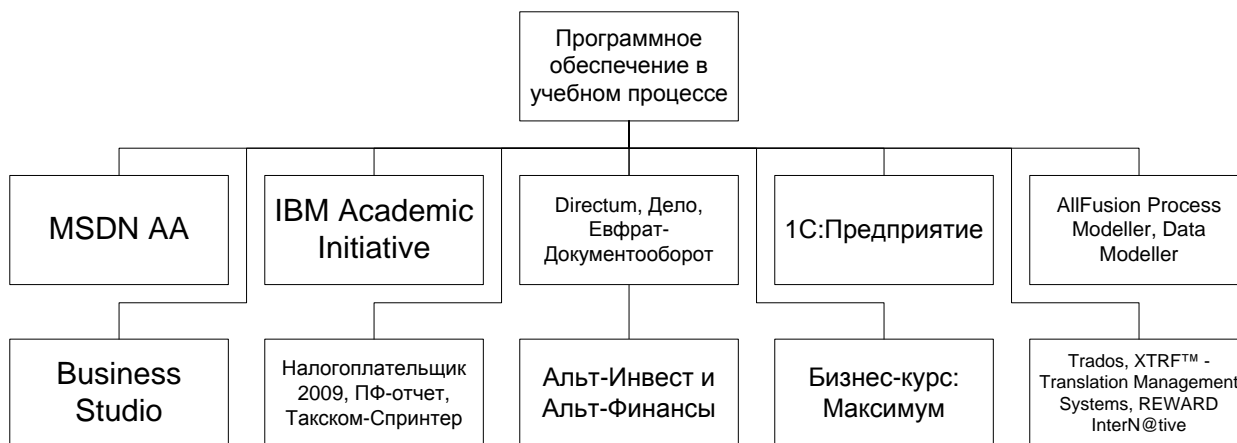 Программное
обеспечение в
учебном процессе
MSDN AA
IBM Academic
Initiative
Directum, Дело,
Евфрат-
Документооборот
1С:Предприятие
AllFusion Process
Modeller, Data
Modeller
Business
Studio
Налогоплательщик
2009, ПФ-отчет,
Такском-Спринтер
Альт-Инвест и
Альт-Финансы
Бизнес-курс:
Максимум
Trados, XTRF™ -
Translation Management
Systems, REWARD
InterN@tive